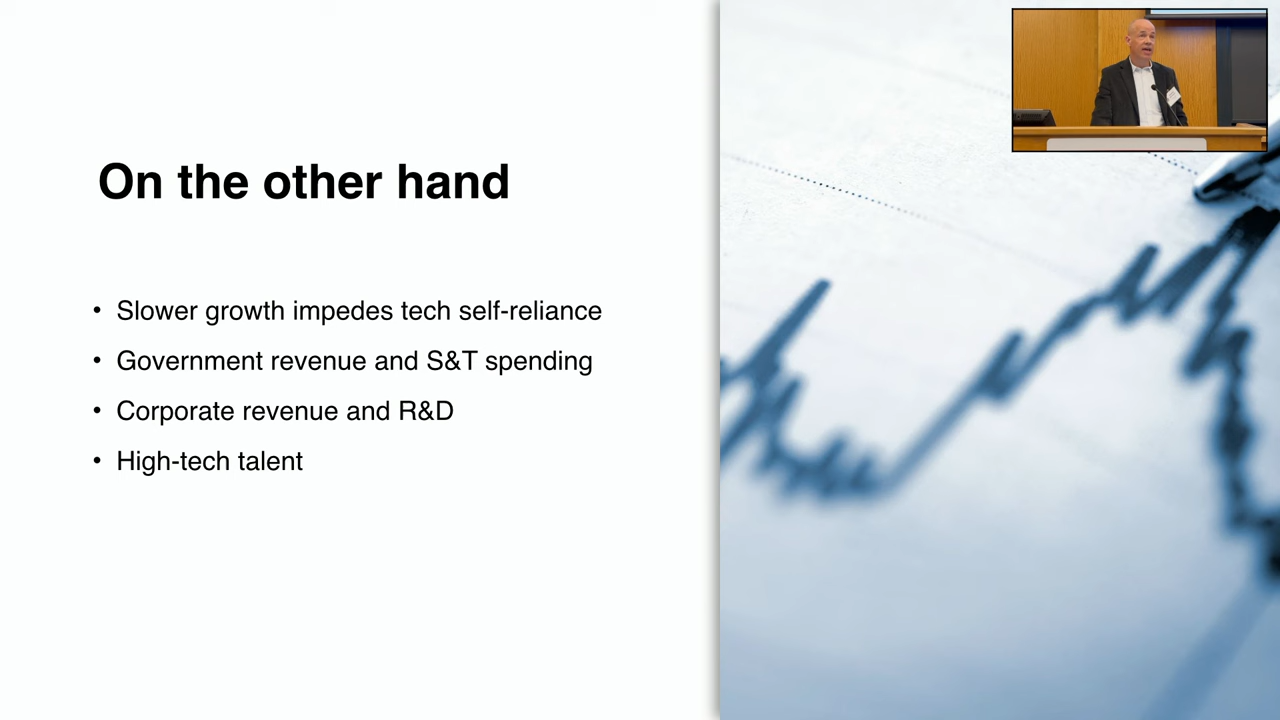 On the other hand
• Slower growth impedes tech self-reliance
• Government revenue and S&T spending
• Corporate revenue and R&D
• High-tech talent